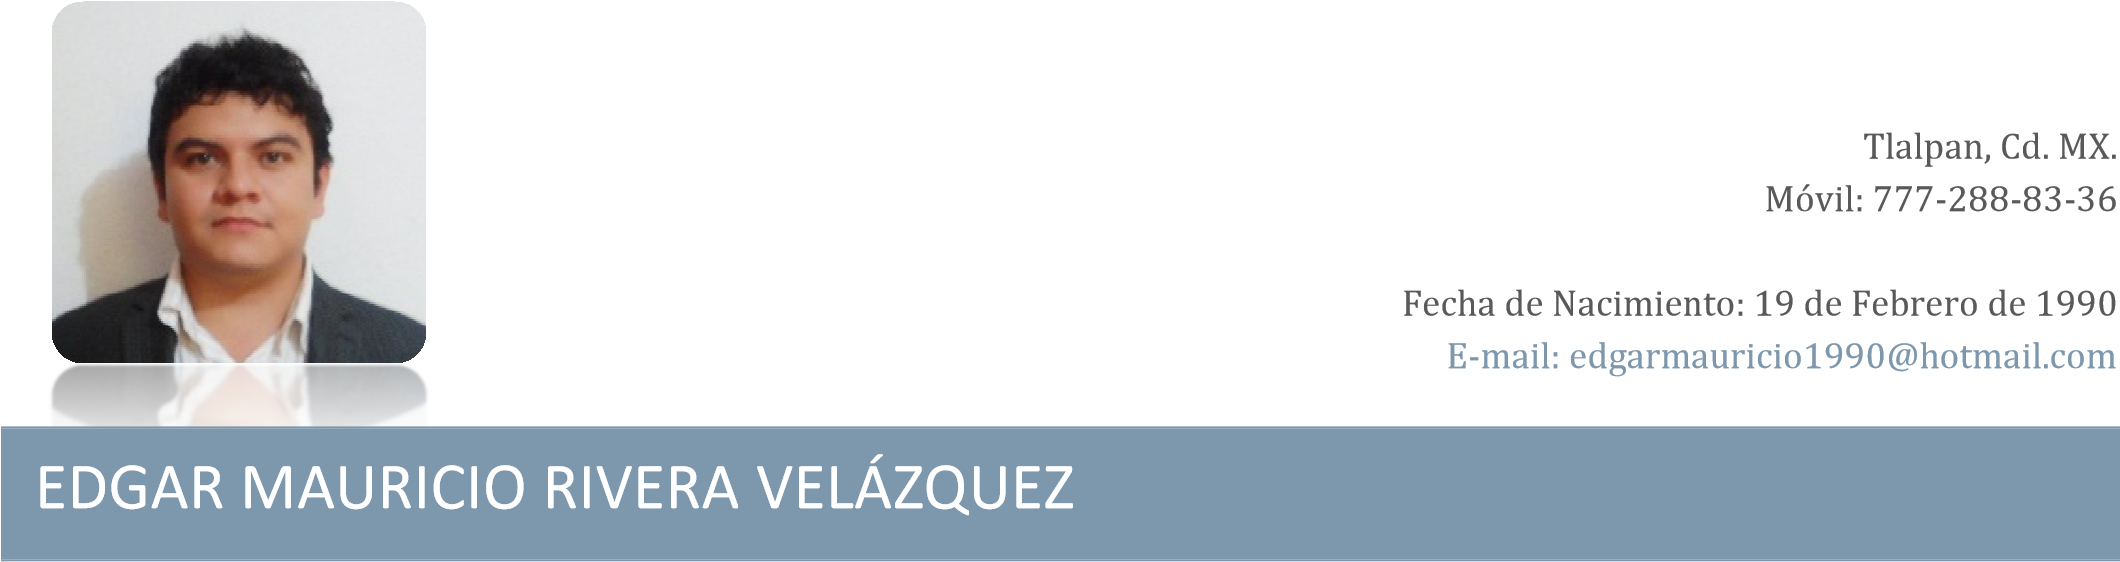 Tlalpan, Cd. MX.
Móvil: 777-288-83-36
Fecha de Nacimiento: 19 de Febrero de 1990
E-mail: edgarmauricio1990@hotmail.com
EDGAR MAURICIO RIVERA VELÁZQUEZ